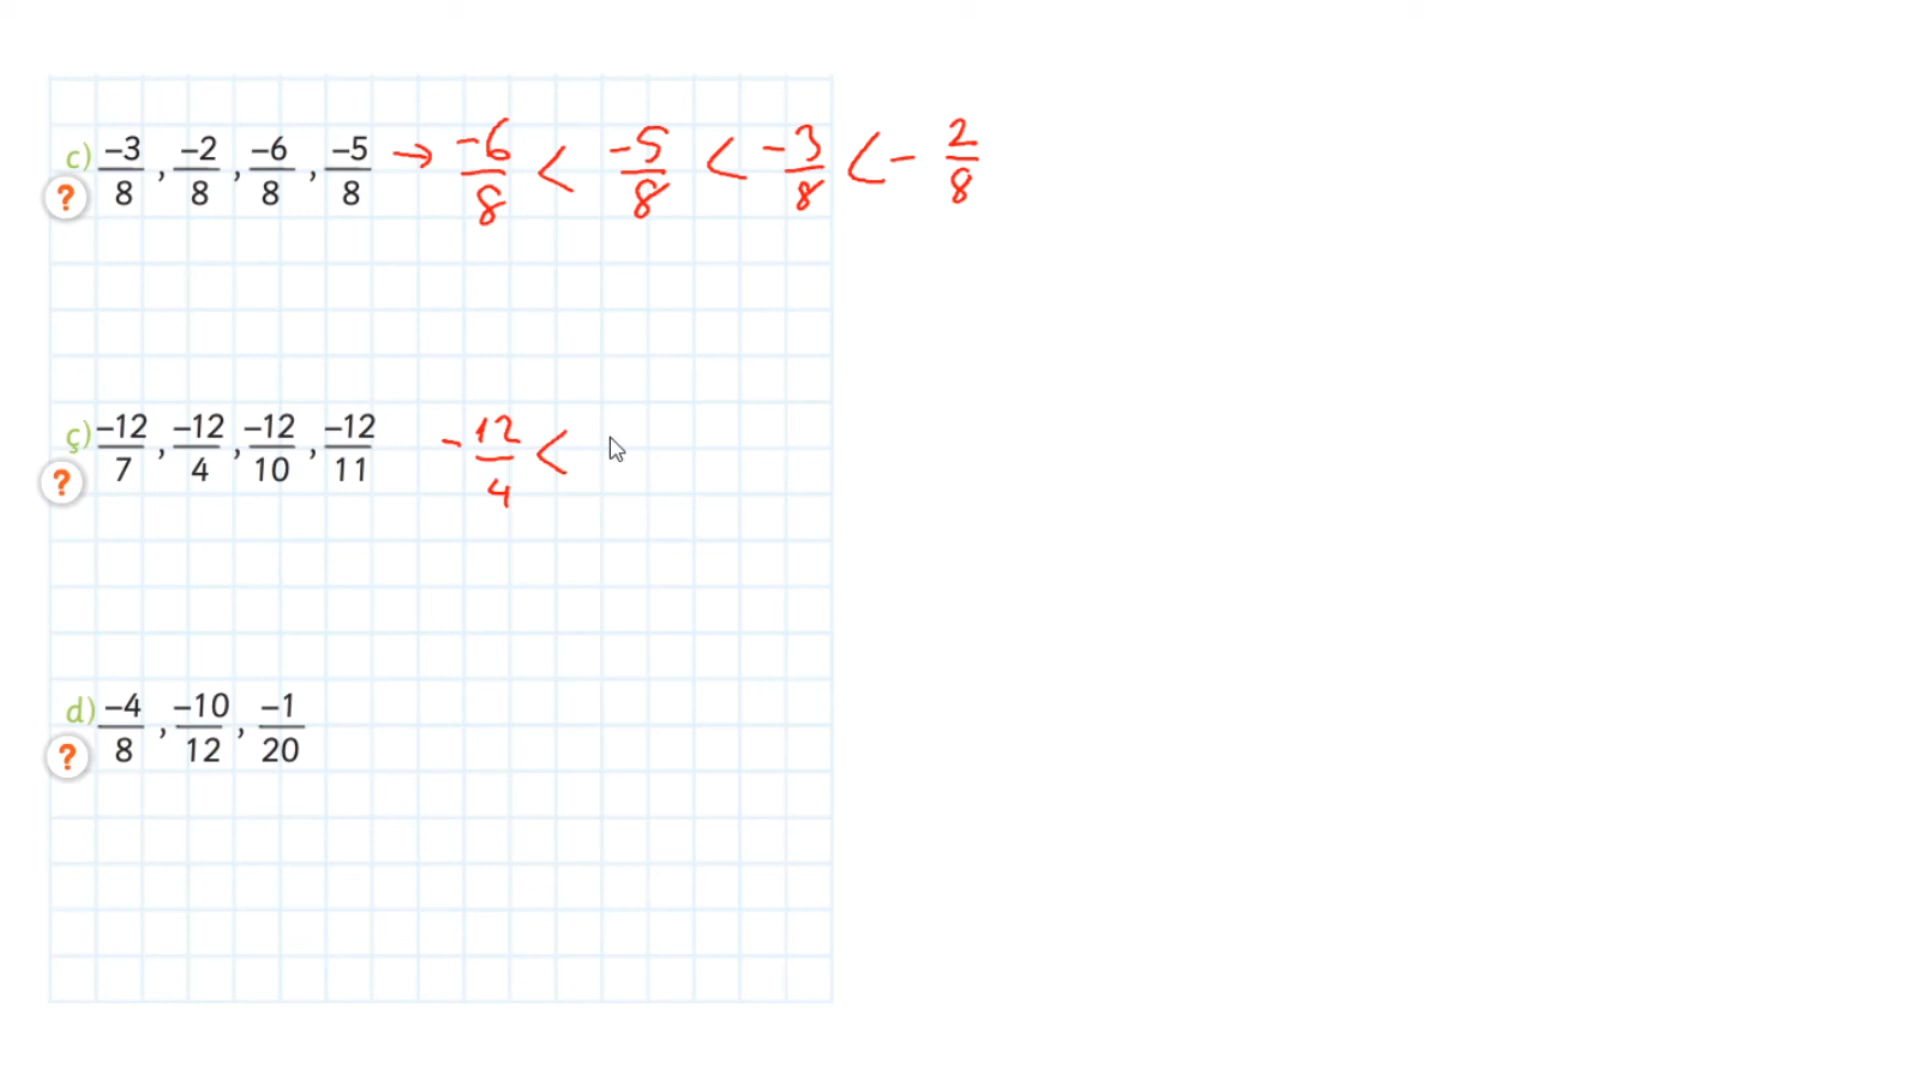 c) –3/8 , –2/8 , –6/8 , –5/8 → -6/8 < -5/8 < -3/8 < - 2/8
?
ç) –12/7 , –12/4 , –12/10 , –12/11 - 12/4 <
?
d) –4/8 , –10/12 , –1/20
?